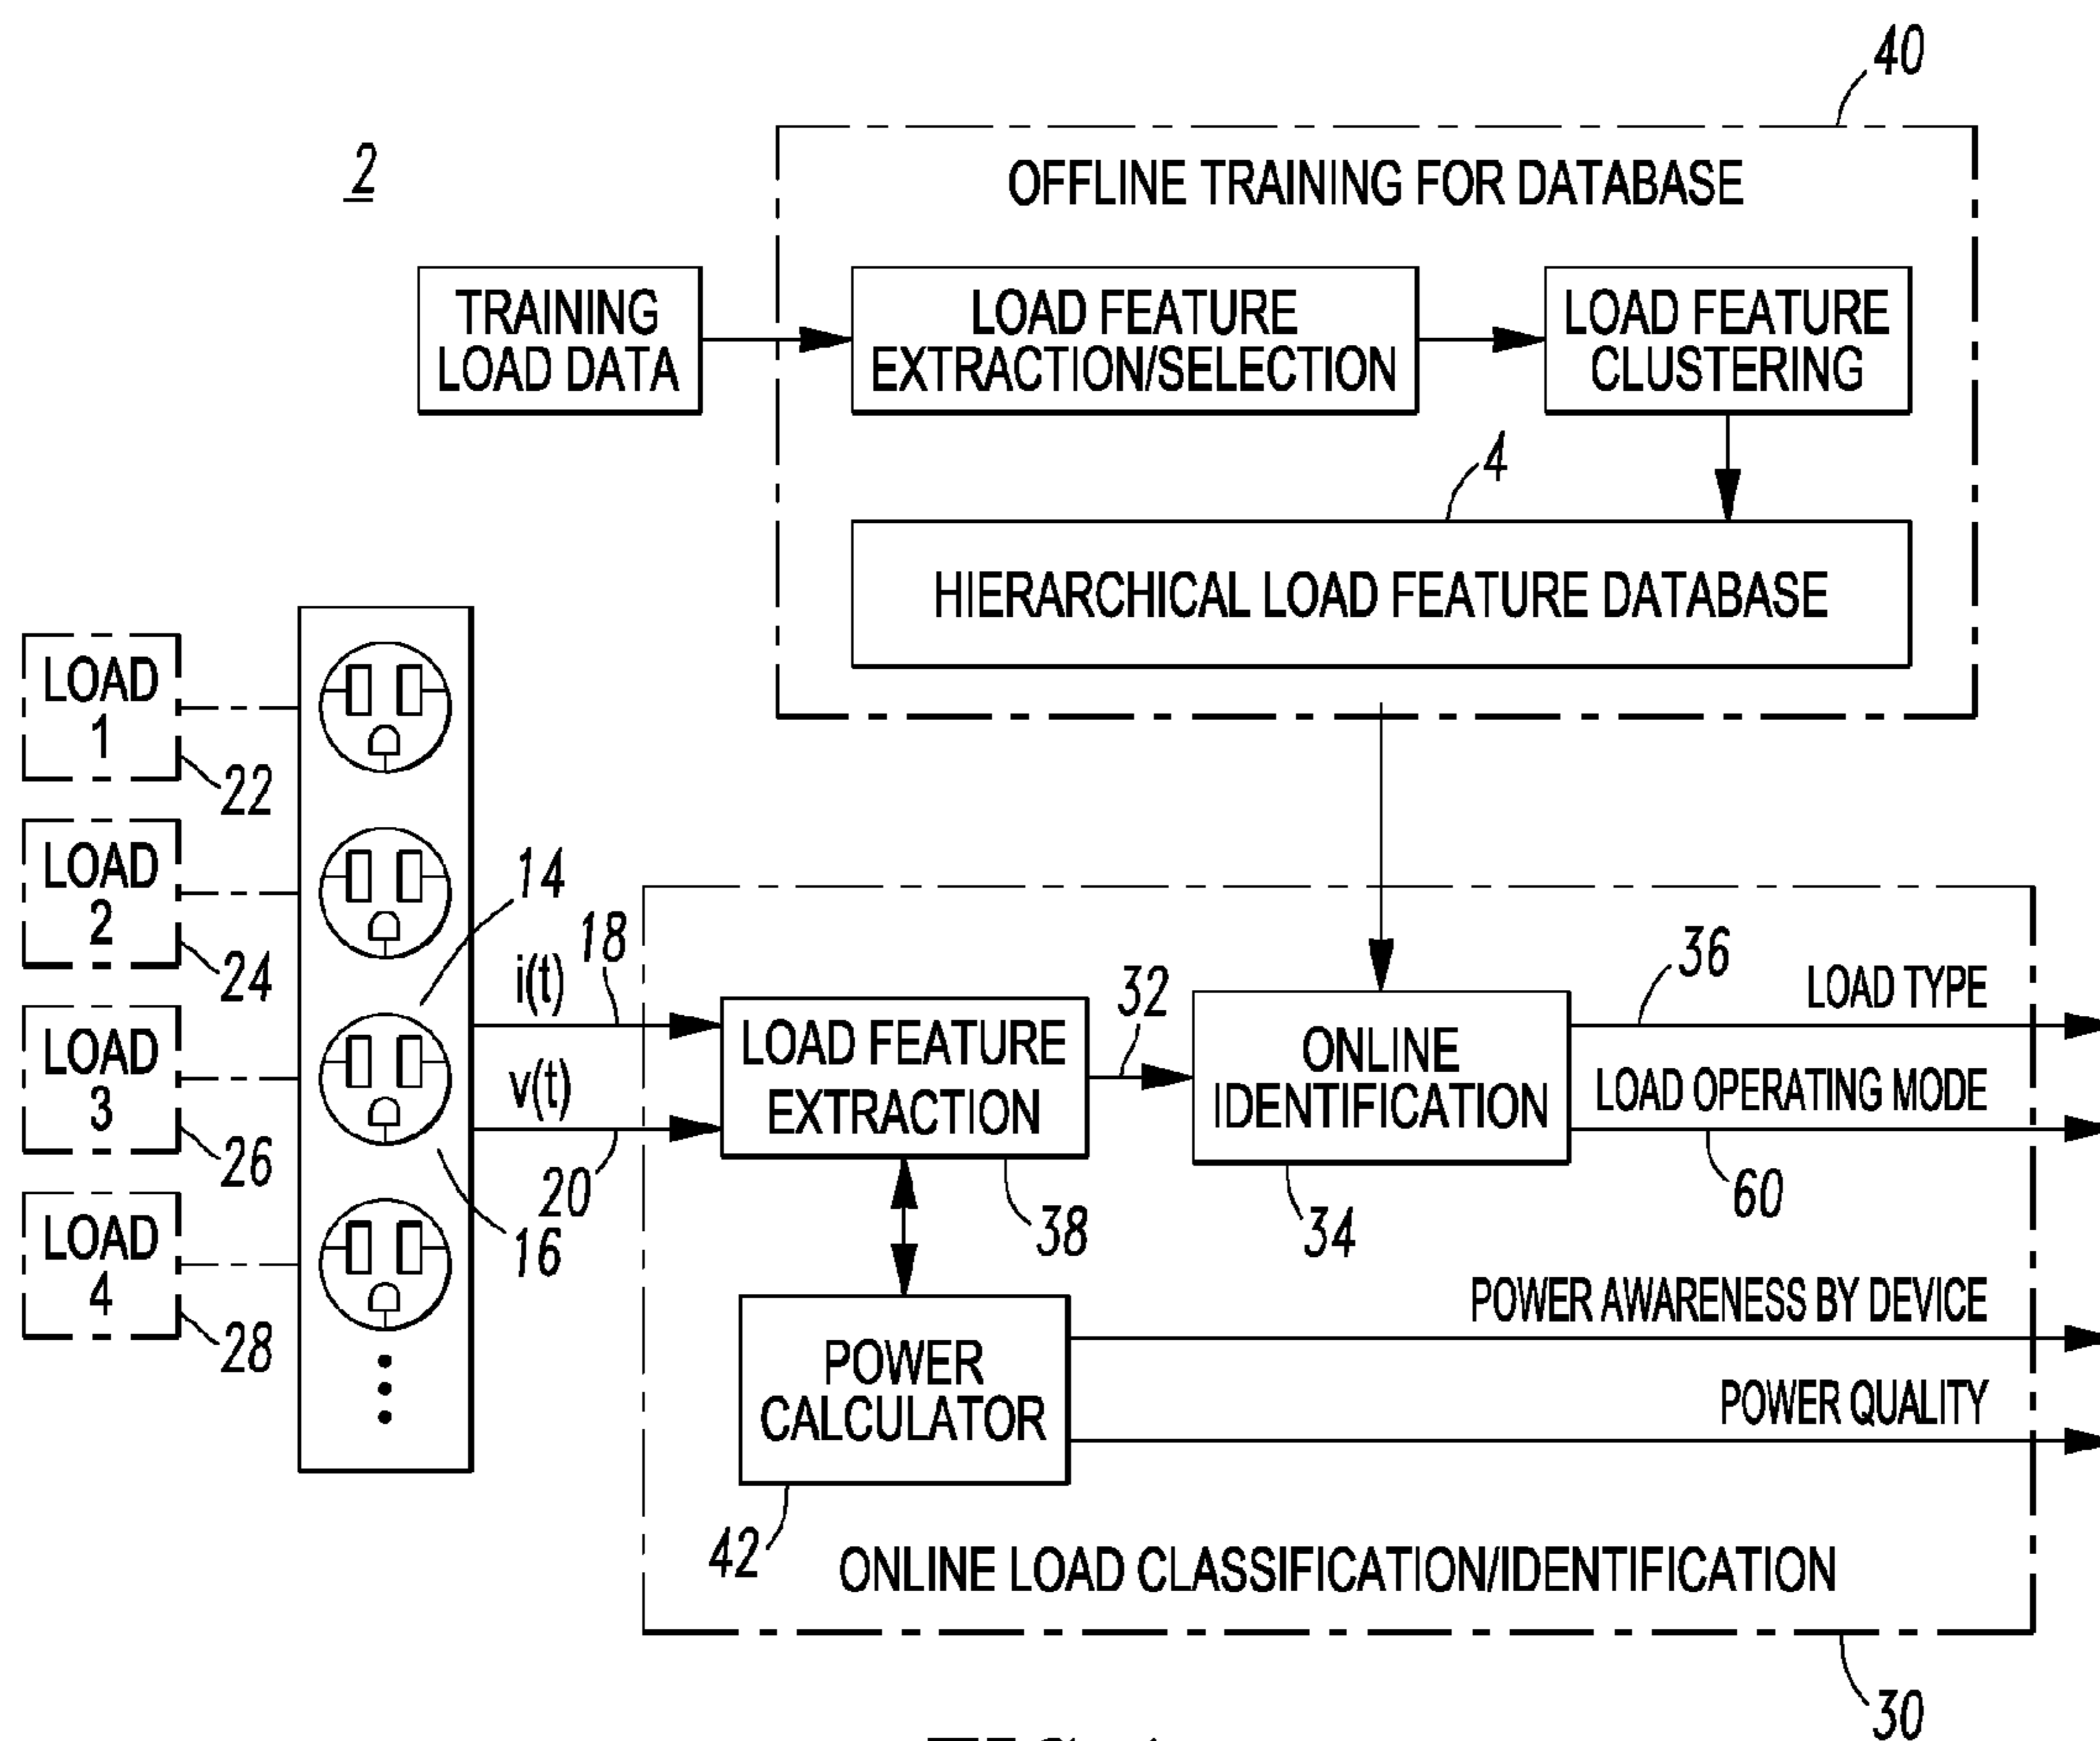 40
2
OFFLINE TRAINING FOR DATABASE
TRAINING
LOAD DATA
LOAD FEATURE
EXTRACTION/SELECTION
LOAD FEATURE
CLUSTERING
4
HIERARCHICAL LOAD FEATURE DATABASE
LOAD
1
22
LOAD
2
24
LOAD
3
26
LOAD
4
28
14
16
i(t)
18
v(t)
20
LOAD FEATURE
EXTRACTION
38
32
ONLINE
IDENTIFICATION
34
36
LOAD TYPE
LOAD OPERATING MODE
60
POWER
CALCULATOR
42
POWER AWARENESS BY DEVICE
POWER QUALITY
ONLINE LOAD CLASSIFICATION/IDENTIFICATION
30